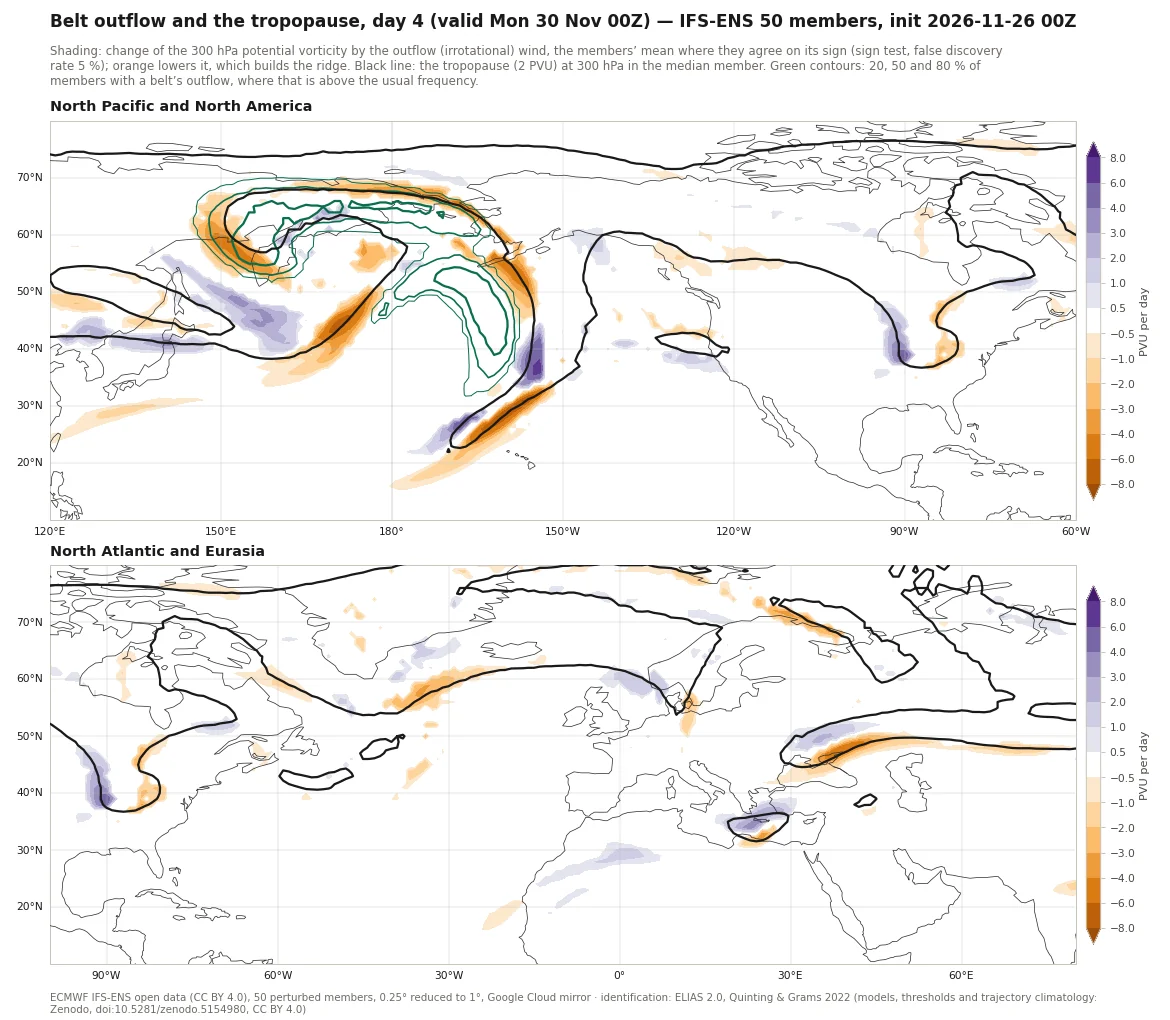 Belt outflow and the tropopause, day 4 (valid Mon 30 Nov 00Z) — IFS-ENS 50 members, init 2026-11-26 00Z
Shading: change of the 300 hPa potential vorticity by the outflow (irrotational) wind, the members’ mean where they agree on its sign (sign test, false discovery
rate 5 %); orange lowers it, which builds the ridge. Black line: the tropopause (2 PVU) at 300 hPa in the median member. Green contours: 20, 50 and 80 % of
members with a belt’s outflow, where that is above the usual frequency.
North Pacific and North America
70°N
60°N
50°N
40°N
30°N
20°N
120°E 150°E 180° 150°W 120°W 90°W 60°W
8.0
6.0
4.0
3.0
2.0
1.0
0.5
−0.5
−1.0
−2.0
−3.0
−4.0
−6.0
−8.0
PVU per day
North Atlantic and Eurasia
70°N
60°N
50°N
40°N
30°N
20°N
90°W 60°W 30°W 0° 30°E 60°E
8.0
6.0
4.0
3.0
2.0
1.0
0.5
−0.5
−1.0
−2.0
−3.0
−4.0
−6.0
−8.0
PVU per day
ECMWF IFS-ENS open data (CC BY 4.0), 50 perturbed members, 0.25° reduced to 1°, Google Cloud mirror · identification: ELIAS 2.0, Quinting & Grams 2022 (models, thresholds and trajectory climatology:
Zenodo, doi:10.5281/zenodo.5154980, CC BY 4.0)